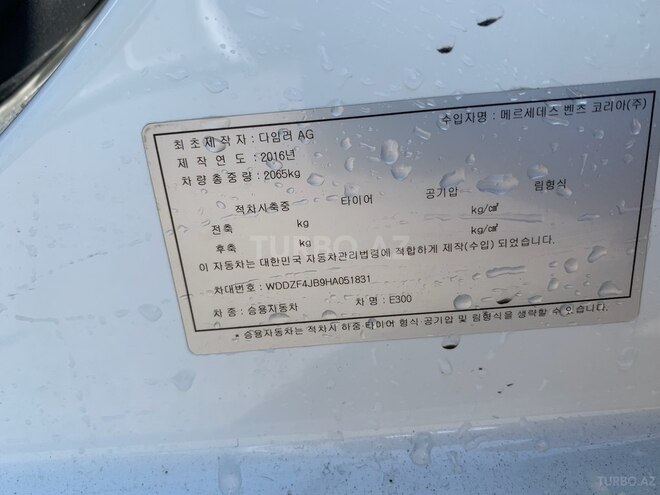 최초제작자 : 다임러 AG 수입자명 : 메르세데스 벤츠 코리아(주)
제 작 연 도 : 2016년
차 량 총 중 량 : 2065kg
적차시축중 타이어 공기압 림형식
전축 kg kg/㎠
후축 kg kg/㎠
TURBO.AZ
이 자동차는 대한민국 자동차관리법령에 적합하게 제작(수입) 되었습니다.
차대번호 : WDDZF4JB9HA051831
차 종 : 승용자동차 차 명 : E300
* 승용자동차는 적차시 하중·타이어 형식·공기압 및 림형식을 생략할 수 있습니다.
TURBO.AZ